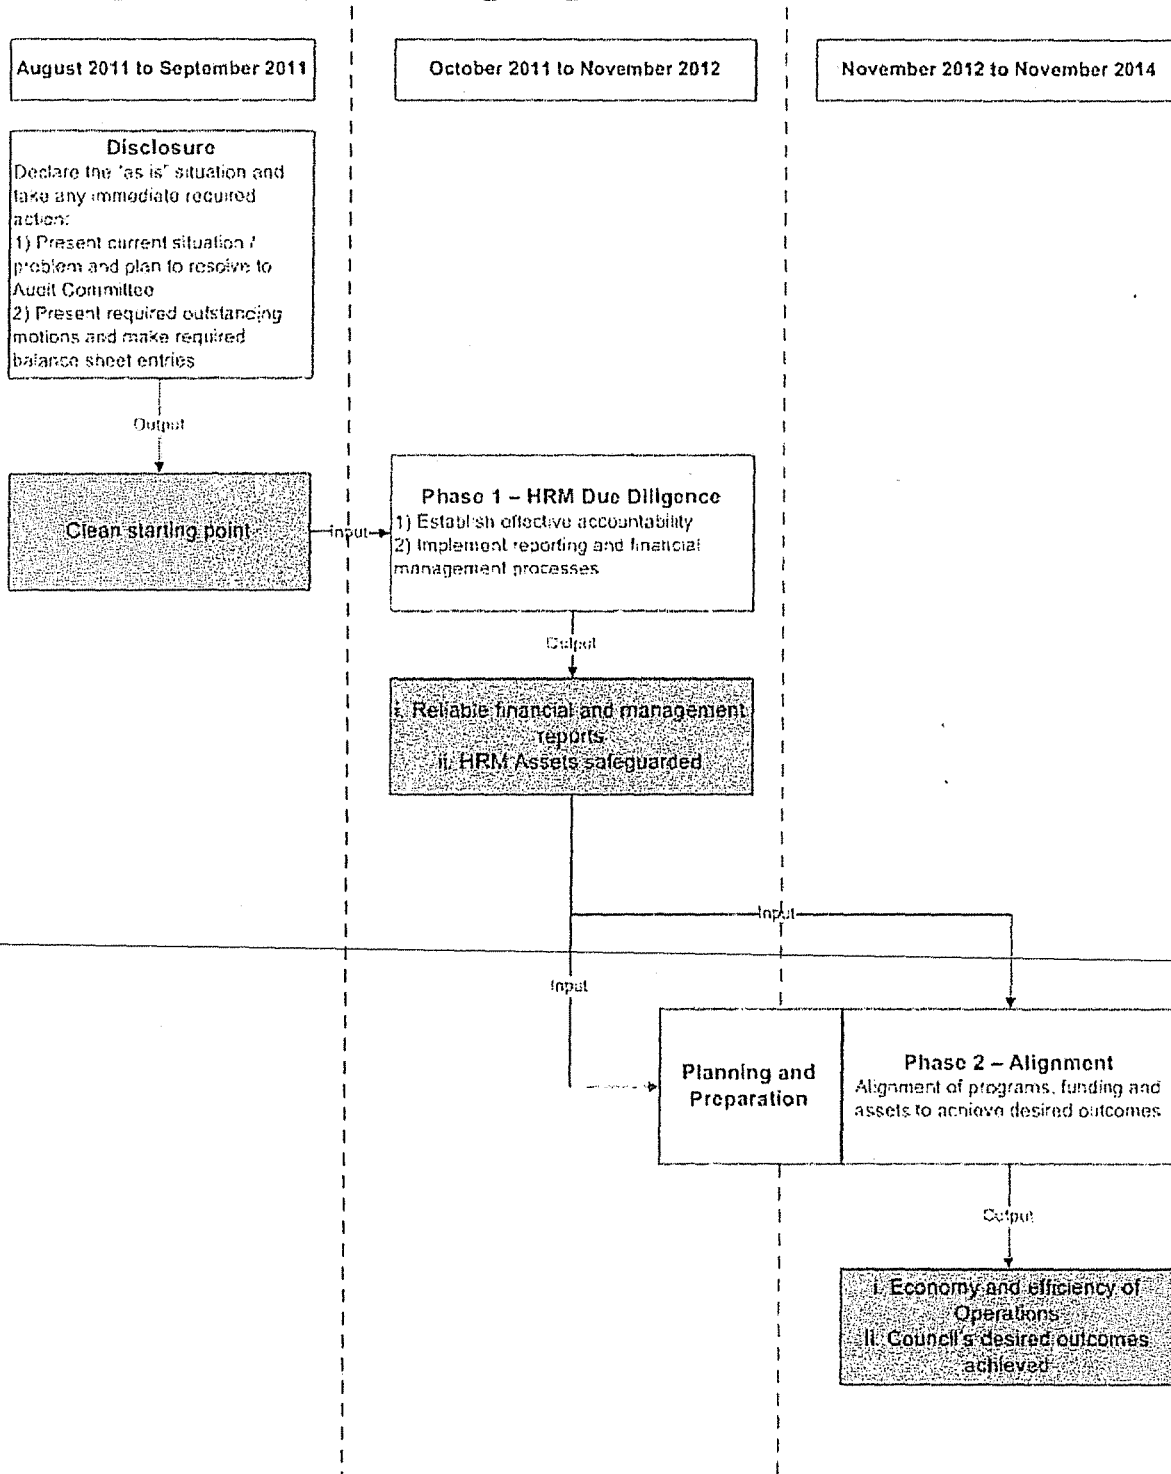 August 2011 to September 2011
October 2011 to November 2012
November 2012 to November 2014
Disclosure
Declare the "as is" situation and
take any immediate required
action:
1) Present current situation /
problem and plan to resolve to
Audit Committee
2) Present required outstanding
motions and make required
balance sheet entries
Output
Clean starting point
Input
Phase 1 – HRM Due Diligence
1) Establish effective accountability
2) Implement reporting and financial
management processes
Output
i. Reliable financial and management
reports
ii. HRM Assets safeguarded
Input
Input
Planning and
Preparation
Phase 2 – Alignment
Alignment of programs, funding and
assets to achieve desired outcomes
Output
i. Economy and efficiency of
Operations
ii. Council's desired outcomes
achieved